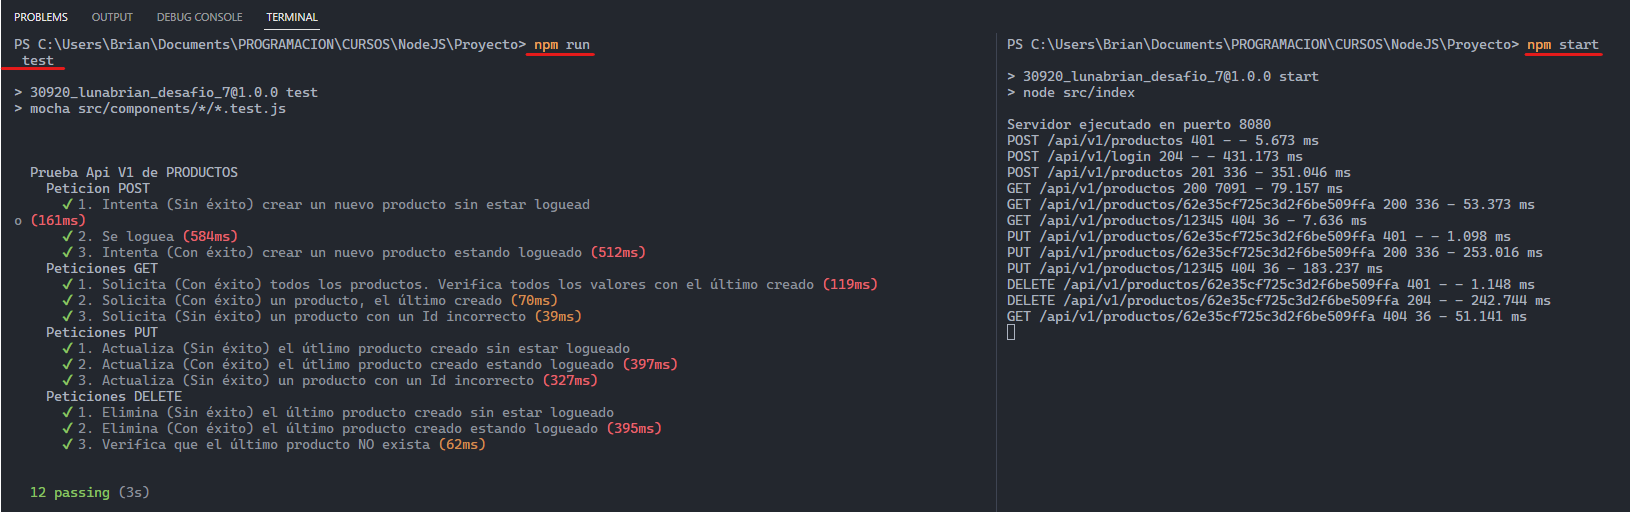 PROBLEMS OUTPUT DEBUG CONSOLE TERMINAL
PS C:\Users\Brian\Documents\PROGRAMACION\CURSOS\NodeJS\Proyecto> npm run
test
> 30920_lunabrian_desafio_7@1.0.0 test
> mocha src/components/*/*.test.js
Prueba Api V1 de PRODUCTOS
Peticion POST
✔ 1. Intenta (Sin éxito) crear un nuevo producto sin estar loguead
o (161ms)
✔ 2. Se loguea (584ms)
✔ 3. Intenta (Con éxito) crear un nuevo producto estando logueado (512ms)
Peticiones GET
✔ 1. Solicita (Con éxito) todos los productos. Verifica todos los valores con el último creado (119ms)
✔ 2. Solicita (Con éxito) un producto, el último creado (70ms)
✔ 3. Solicita (Sin éxito) un producto con un Id incorrecto (39ms)
Peticiones PUT
✔ 1. Actualiza (Sin éxito) el útlimo producto creado sin estar logueado
✔ 2. Actualiza (Con éxito) el útlimo producto creado estando logueado (397ms)
✔ 3. Actualiza (Sin éxito) un producto con un Id incorrecto (327ms)
Peticiones DELETE
✔ 1. Elimina (Sin éxito) el último producto creado sin estar logueado
✔ 2. Elimina (Con éxito) el último producto creado estando logueado (395ms)
✔ 3. Verifica que el último producto NO exista (62ms)
12 passing (3s)
PS C:\Users\Brian\Documents\PROGRAMACION\CURSOS\NodeJS\Proyecto> npm start
> 30920_lunabrian_desafio_7@1.0.0 start
> node src/index
Servidor ejecutado en puerto 8080
POST /api/v1/productos 401 - - 5.673 ms
POST /api/v1/login 204 - - 431.173 ms
POST /api/v1/productos 201 336 - 351.046 ms
GET /api/v1/productos 200 7091 - 79.157 ms
GET /api/v1/productos/62e35cf725c3d2f6be509ffa 200 336 - 53.373 ms
GET /api/v1/productos/12345 404 36 - 7.636 ms
PUT /api/v1/productos/62e35cf725c3d2f6be509ffa 401 - - 1.098 ms
PUT /api/v1/productos/62e35cf725c3d2f6be509ffa 200 336 - 253.016 ms
PUT /api/v1/productos/12345 404 36 - 183.237 ms
DELETE /api/v1/productos/62e35cf725c3d2f6be509ffa 401 - - 1.148 ms
DELETE /api/v1/productos/62e35cf725c3d2f6be509ffa 204 - - 242.744 ms
GET /api/v1/productos/62e35cf725c3d2f6be509ffa 404 36 - 51.141 ms